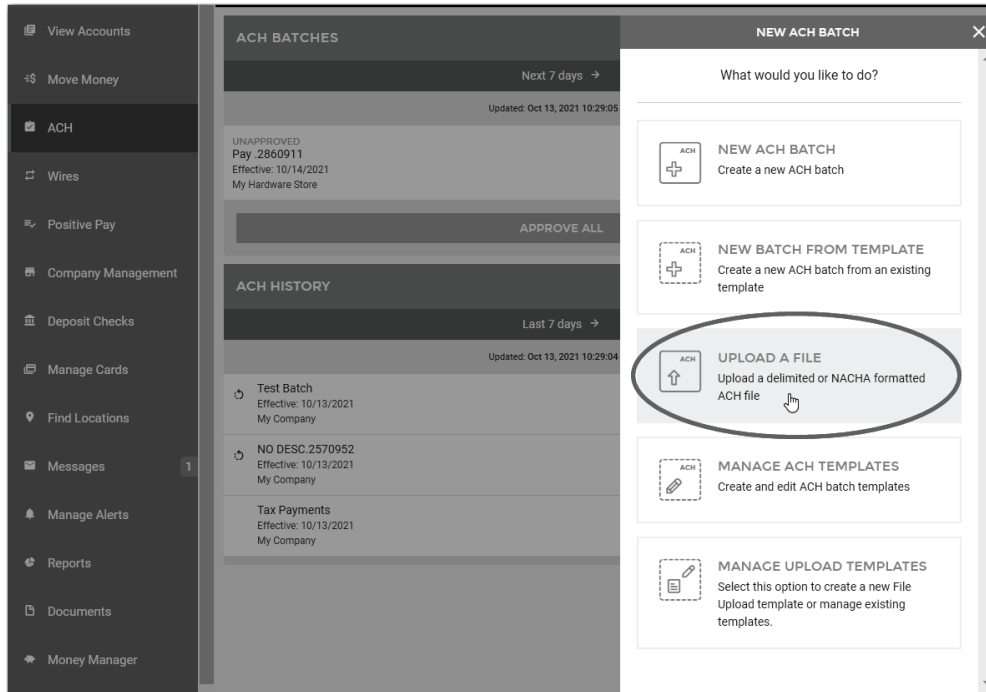 View Accounts
Move Money
ACH
Wires
Positive Pay
Company Management
Deposit Checks
Manage Cards
Find Locations
Messages 1
Manage Alerts
Reports
Documents
Money Manager
ACH BATCHES
Next 7 days →
Updated: Oct 13, 2021 10:29:05
UNAPPROVED
Pay .2860911
Effective: 10/14/2021
My Hardware Store
APPROVE ALL
ACH HISTORY
Last 7 days →
Updated: Oct 13, 2021 10:29:04
Test Batch
Effective: 10/13/2021
My Company
NO DESC.2570952
Effective: 10/13/2021
My Company
Tax Payments
Effective: 10/13/2021
My Company
NEW ACH BATCH
What would you like to do?
ACH
NEW ACH BATCH
Create a new ACH batch
ACH
NEW BATCH FROM TEMPLATE
Create a new ACH batch from an existing
template
ACH
UPLOAD A FILE
Upload a delimited or NACHA formatted
ACH file
ACH
MANAGE ACH TEMPLATES
Create and edit ACH batch templates
MANAGE UPLOAD TEMPLATES
Select this option to create a new File
Upload template or manage existing
templates.